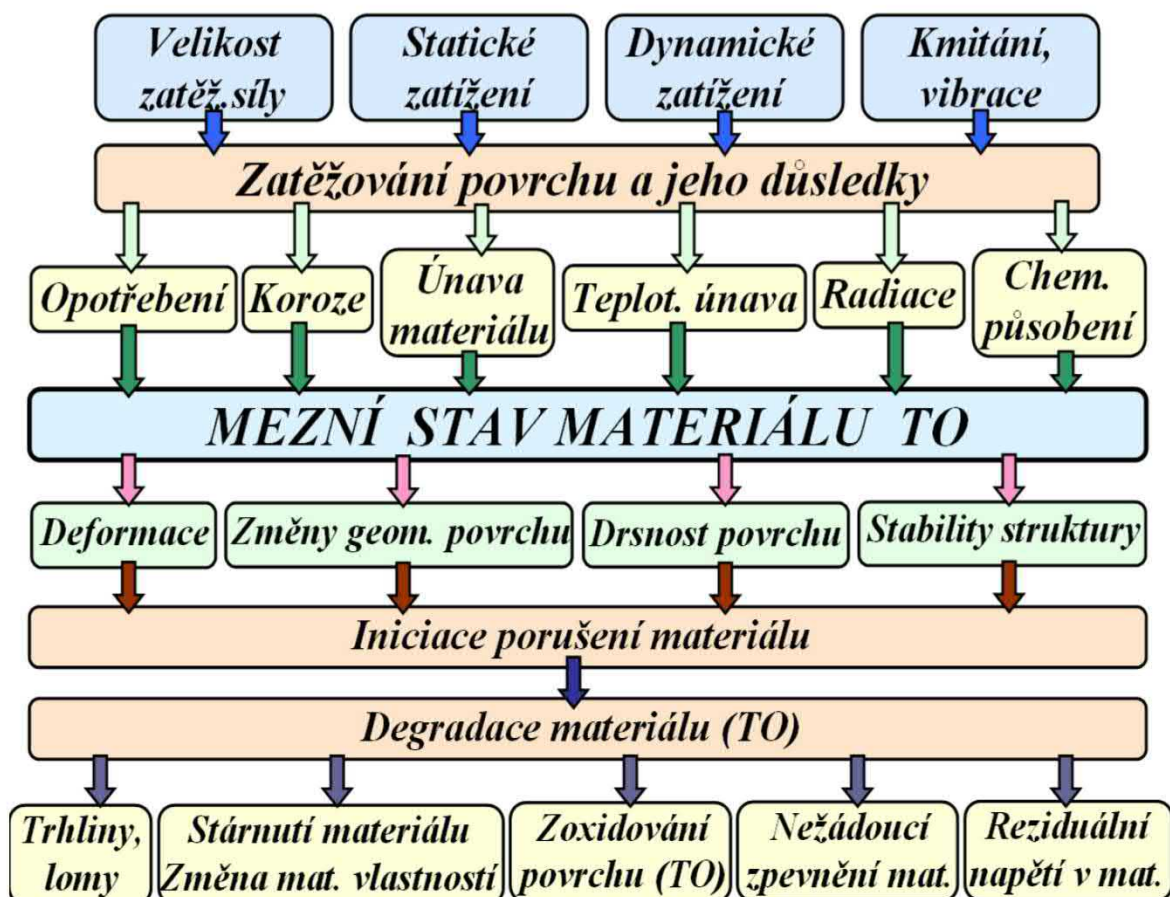 Velikost
zatěž.síly
Statické
zatížení
Dynamické
zatížení
Kmitání,
vibrace
Zatěžování povrchu a jeho důsledky
Opotřebení
Koroze
Únava
materiálu
Teplot. únava
Radiace
Chem.
působení
MEZNÍ STAV MATERIÁLU TO
Deformace
Změny geom. povrchu
Drsnost povrchu
Stability struktury
Iniciace porušení materiálu
Degradace materiálu (TO)
Trhliny,
lomy
Stárnutí materiálu
Změna mat. vlastností
Zoxidování
povrchu (TO)
Nežádoucí
zpevnění mat.
Reziduální
napětí v mat.